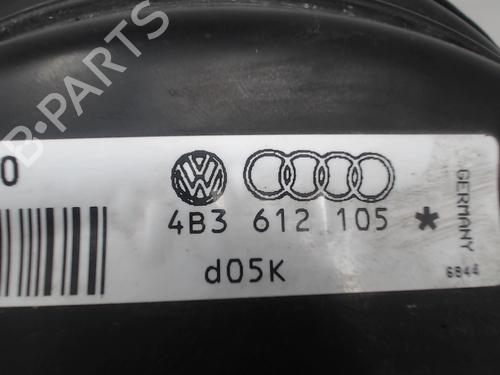 B-PARTS
0
4B3 612 105 *
d05K
GERMANY
6844